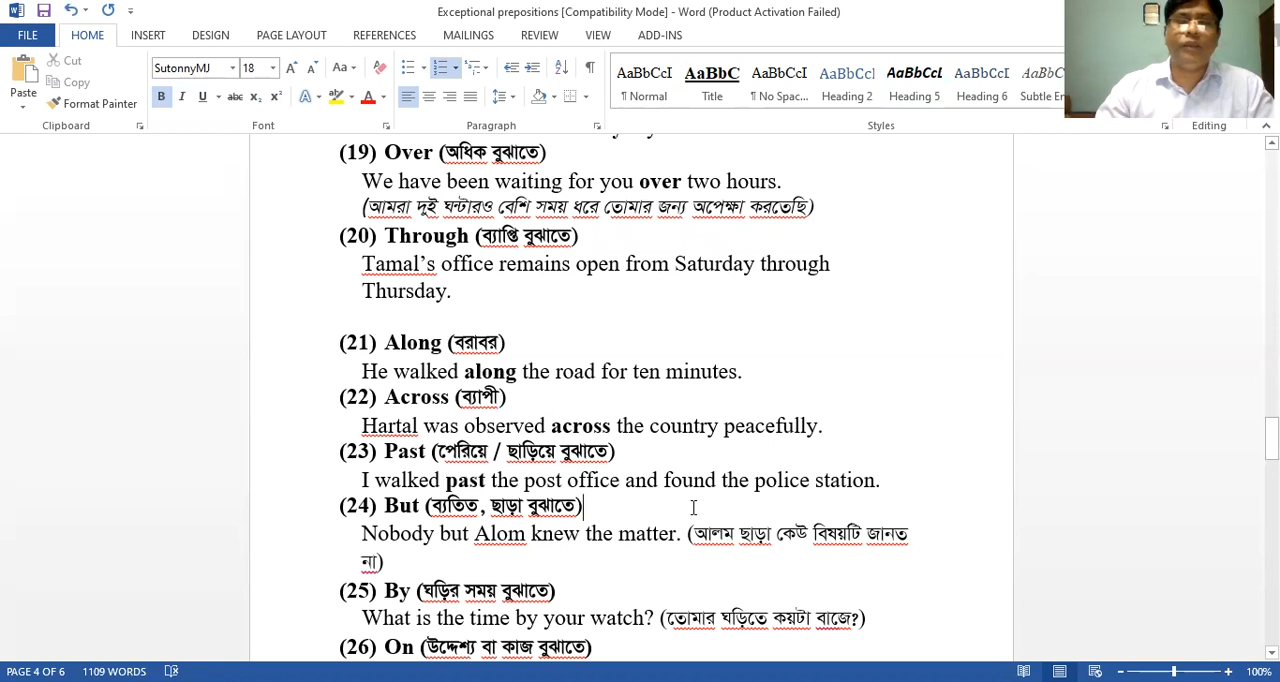 Exceptional prepositions [Compatibility Mode] - Word (Product Activation Failed)
FILE HOME INSERT DESIGN PAGE LAYOUT REFERENCES MAILINGS REVIEW VIEW ADD-INS
Cut
Copy
Format Painter
Paste
SutonnyMJ 18
AaBbCcI AaBbC AaBbCcI AaBbCcI AaBbCcL AaBbCcI AaBbCcI
¶ Normal Title ¶ No Spac... Heading 2 Heading 5 Heading 6 Subtle En
Clipboard Font Paragraph Styles Editing
(19) Over (অধিক বুঝাতে)
We have been waiting for you over two hours.
(আমরা দুই ঘন্টারও বেশি সময় ধরে তোমার জন্য অপেক্ষা করতেছি)
(20) Through (ব্যাপ্তি বুঝাতে)
Tamal’s office remains open from Saturday through
Thursday.
(21) Along (বরাবর)
He walked along the road for ten minutes.
(22) Across (ব্যাপী)
Hartal was observed across the country peacefully.
(23) Past (পেরিয়ে / ছাড়িয়ে বুঝাতে)
I walked past the post office and found the police station.
(24) But (ব্যতিত, ছাড়া বুঝাতে)
Nobody but Alom knew the matter. (আলম ছাড়া কেউ বিষয়টি জানত
না)
(25) By (ঘড়ির সময় বুঝাতে)
What is the time by your watch? (তোমার ঘড়িতে কয়টা বাজে?)
(26) On (উদ্দেশ্য বা কাজ বুঝাতে)
PAGE 4 OF 6 1109 WORDS 100%